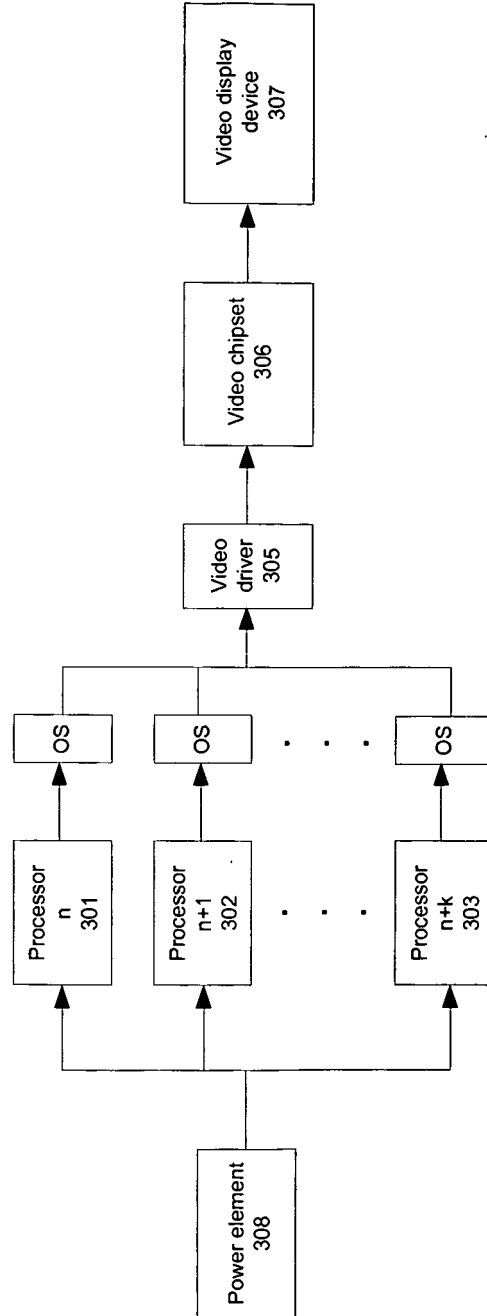 Power element
308
Processor
n
301
Processor
n+1
302
Processor
n+k
303
OS
OS
OS
Video
driver
305
Video chipset
306
Video display
device
307